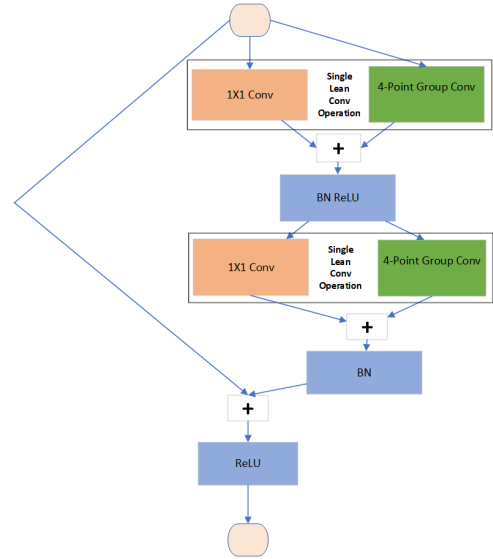 1X1 Conv
Single
Lean
Conv
Operation
4-Point Group Conv
+
BN ReLU
1X1 Conv
Single
Lean
Conv
Operation
4-Point Group Conv
+
BN
+
ReLU